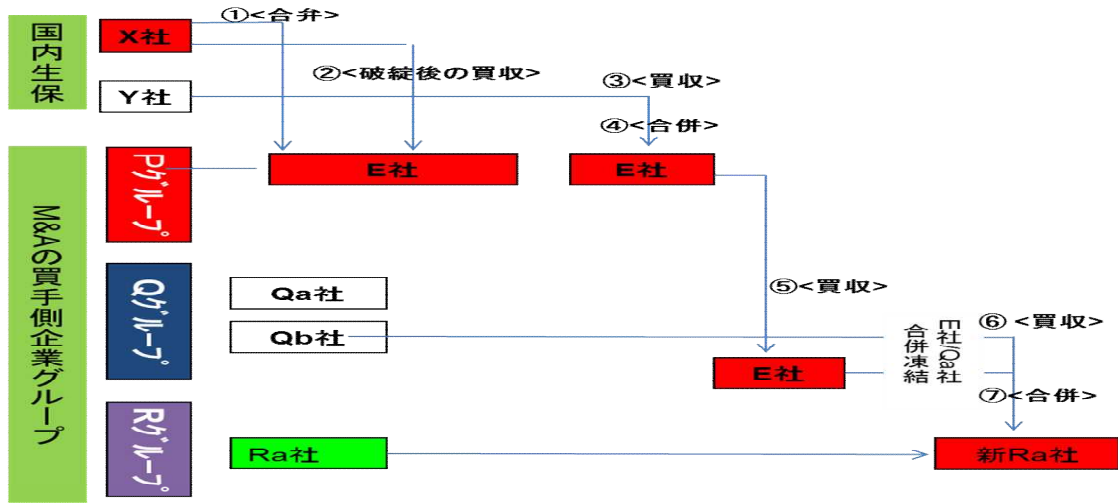 国内生保
X社
Y社
①<合弁>
②<破綻後の買収>
③<買収>
④<合併>
M&Aの買手側企業グループ
Pグループ
E社
E社
Qグループ
Qa社
Qb社
⑤<買収>
E社
E社/Qa社
合併凍結
⑥<買収>
⑦<合併>
Rグループ
Ra社
新Ra社